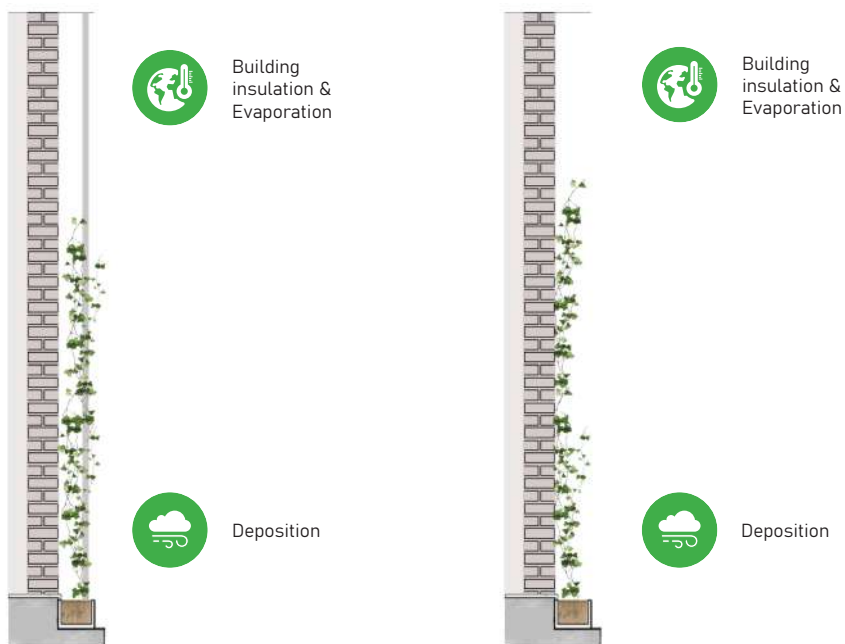 Building
insulation &
Evaporation
Building
insulation &
Evaporation
Deposition
Deposition